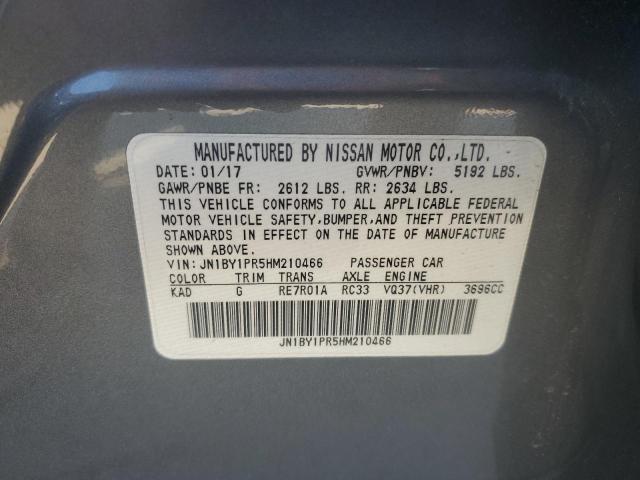 MANUFACTURED BY NISSAN MOTOR CO.,LTD.
DATE: 01/17 GVWR/PNBV: 5192 LBS.
GAWR/PNBE FR: 2612 LBS. RR: 2634 LBS.
THIS VEHICLE CONFORMS TO ALL APPLICABLE FEDERAL
MOTOR VEHICLE SAFETY,BUMPER,AND THEFT PREVENTION
STANDARDS IN EFFECT ON THE DATE OF MANUFACTURE
SHOWN ABOVE.
VIN: JN1BY1PR5HM210466 PASSENGER CAR
COLOR TRIM TRANS AXLE ENGINE
KAD G RE7R01A RC33 VQ37(VHR) 3696CC
JN1BY1PR5HM210466